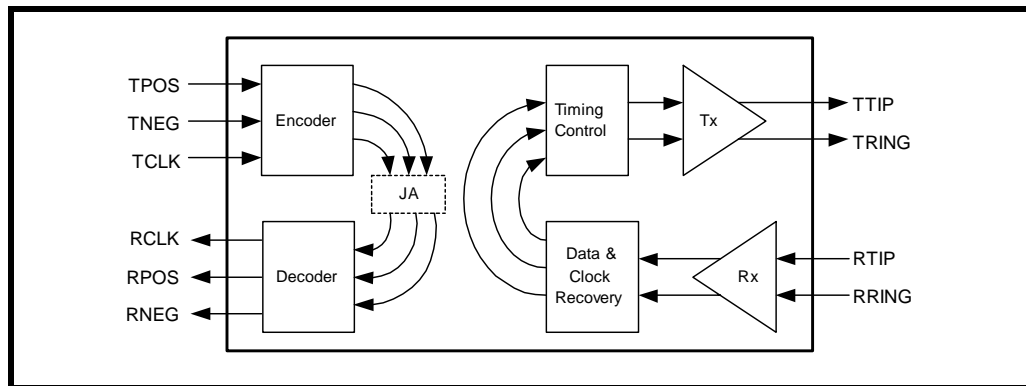 TPOS
TNEG
TCLK
Encoder
JA
RCLK
RPOS
RNEG
Decoder
Timing
Control
Tx
TTIP
TRING
Data &
Clock
Recovery
Rx
RTIP
RRING